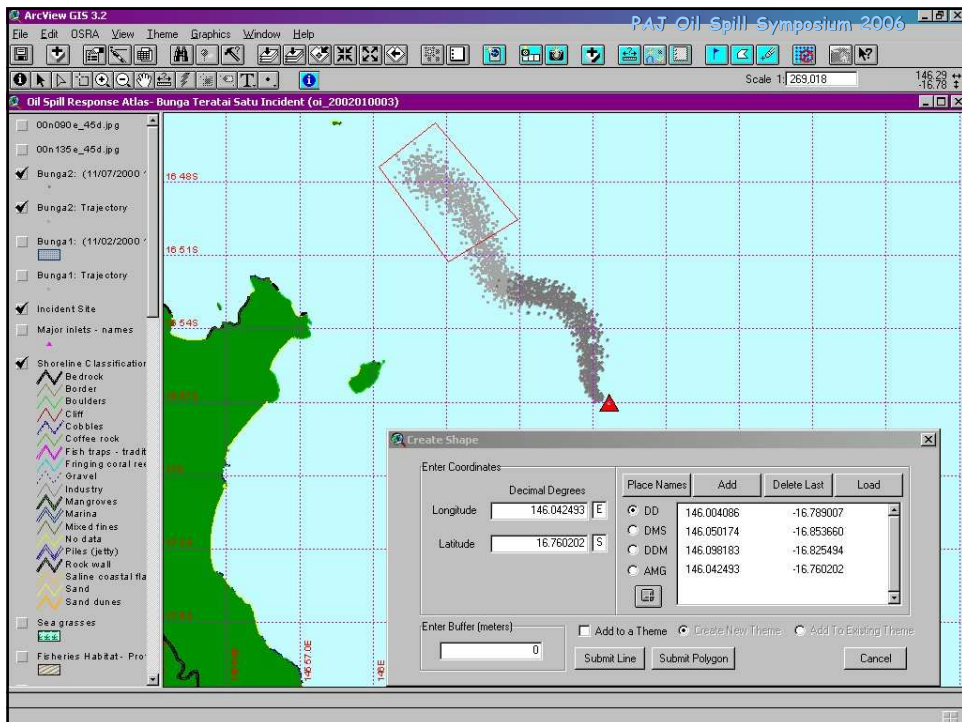 ArcView GIS 3.2
PAJ Oil Spill Symposium 2006
File Edit OSRA View Theme Graphics Window Help
Scale 1: 269,018
146.29
-16.78
Oil Spill Response Atlas- Bunga Teratai Satu Incident (oi_2002010003)
00n090e_45d.jpg
00n135e_45d.jpg
Bunga2: (11/07/2000
Bunga2: Trajectory
Bunga1: (11/02/2000
Bunga1: Trajectory
Incident Site
Major inlets - names
Shoreline Classification
Bedrock
Border
Boulders
Cliff
Cobbles
Coffee rock
Fish traps - tradit
Fringing coral ree
Gravel
Industry
Mangroves
Marina
Mixed fines
No data
Piles (jetty)
Rock wall
Saline coastal fla
Sand
Sand dunes
Sea grasses
Fisheries Habitat- Pro
16 48S
16 51S
16 54S
146 57.0E
146E
Create Shape
Enter Coordinates
Decimal Degrees
Longitude 146.042493 E
Latitude 16.760202 S
Place Names Add Delete Last Load
DD 146.004086 -16.789007
DMS 146.050174 -16.853660
DDM 146.098183 -16.825494
AMG 146.042493 -16.760202
Enter Buffer (meters)
0
Add to a Theme Create New Theme Add To Existing Theme
Submit Line Submit Polygon Cancel